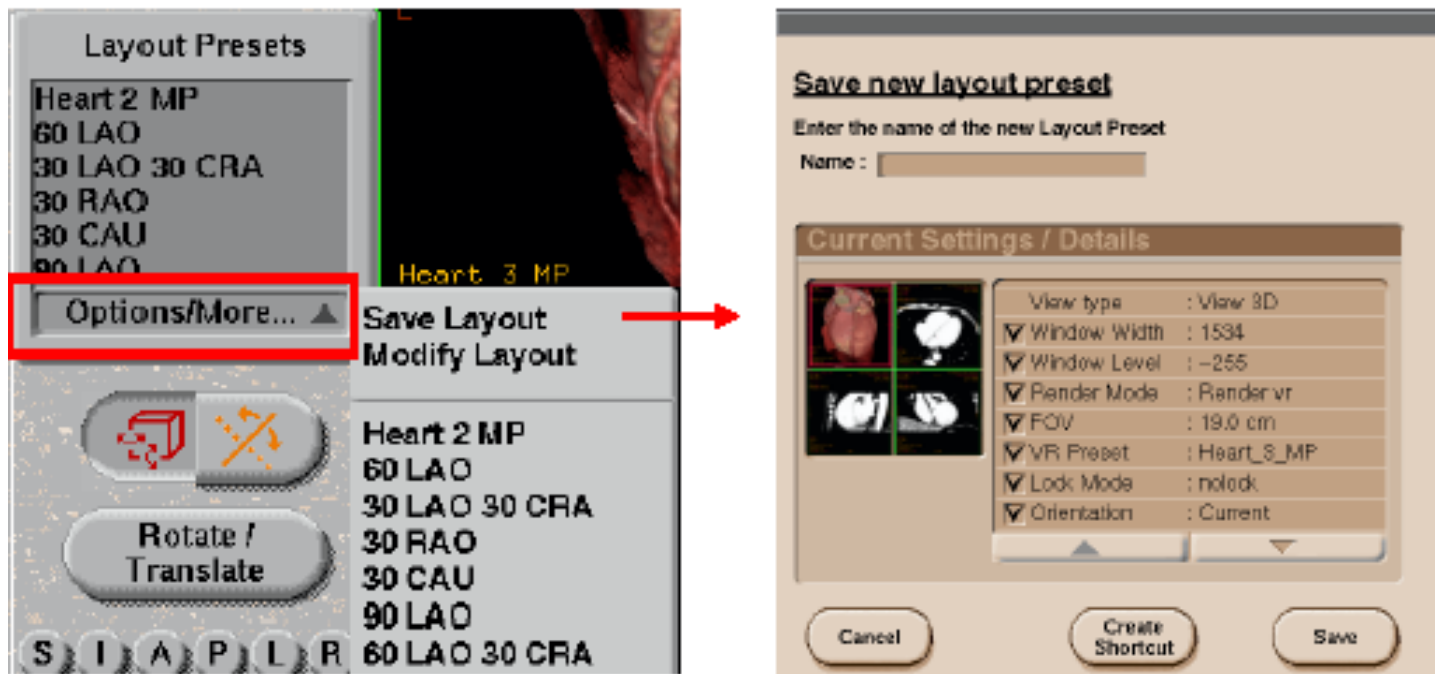 Layout Presets
Heart 2 MP
60 LAO
30 LAO 30 CRA
30 RAO
30 CAU
90 LAO
Options/More...
Rotate /
Translate
S I A P L R
Heart 3 MP
Save Layout
Modify Layout
Heart 2 MP
60 LAO
30 LAO 30 CRA
30 RAO
30 CAU
90 LAO
60 LAO 30 CRA
Save new layout preset
Enter the name of the new Layout Preset
Name :
Current Settings / Details
View type : View 3D
Window Width : 1534
Window Level : -255
Render Mode : Render vr
FOV : 19.0 cm
VR Preset : Heart_3_MP
Lock Mode : nolock
Orientation : Current
Cancel
Create
Shortcut
Save